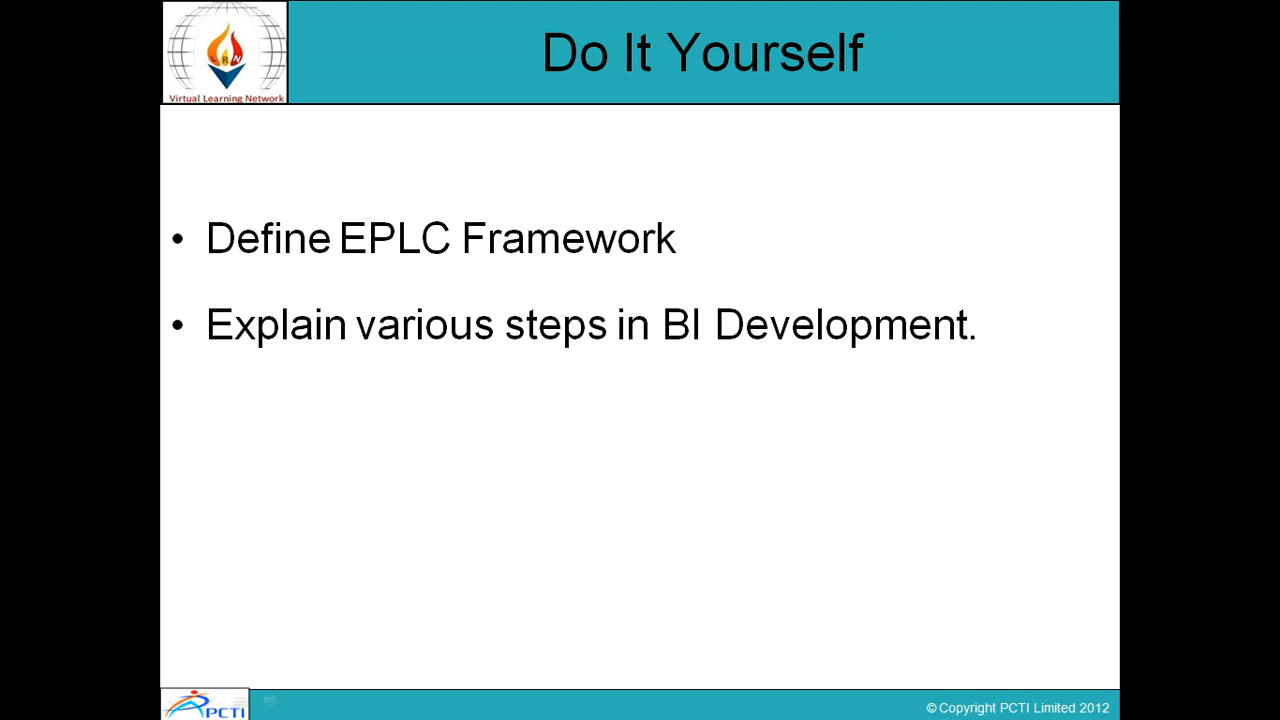 Do It Yourself
LRN
Virtual Learning Network
• Define EPLC Framework
• Explain various steps in BI Development.
PCTI
© Copyright PCTI Limited 2012